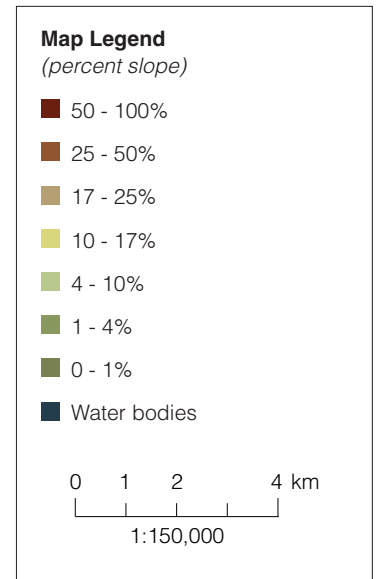 Map Legend
(percent slope)
50 - 100%
25 - 50%
17 - 25%
10 - 17%
4 - 10%
1 - 4%
0 - 1%
Water bodies
0 1 2 4 km
1:150,000